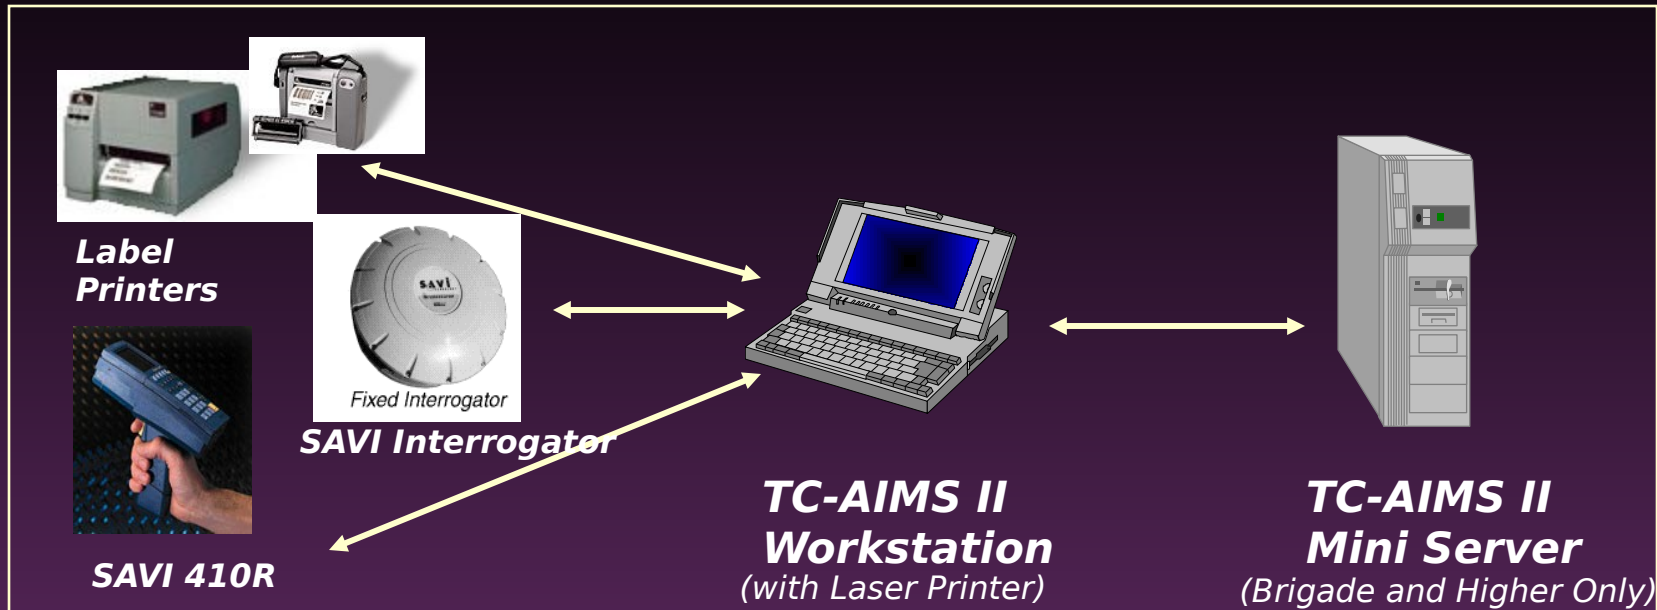 Label
Printers
SAVI
Fixed Interrogator
SAVI Interrogator
SAVI 410R
TC-AIMS II
Workstation
(with Laser Printer)
TC-AIMS II
Mini Server
(Brigade and Higher Only)